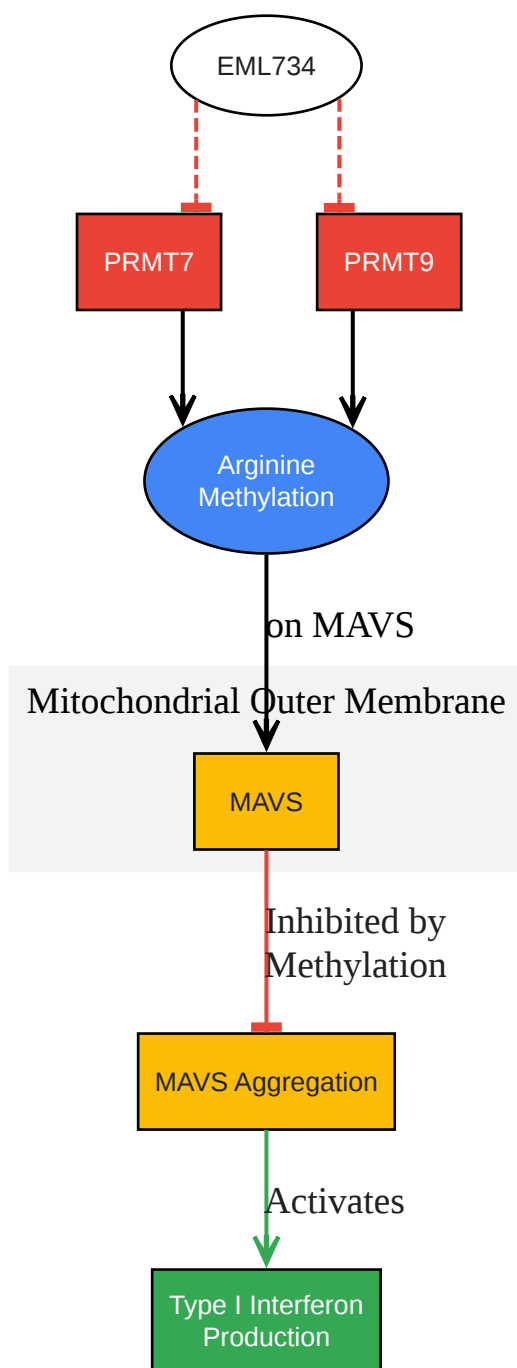 EML734
PRMT7
PRMT9
Arginine
Methylation
on MAVS
Mitochondrial Outer Membrane
MAVS
Inhibited by
Methylation
MAVS Aggregation
Activates
Type I Interferon
Production